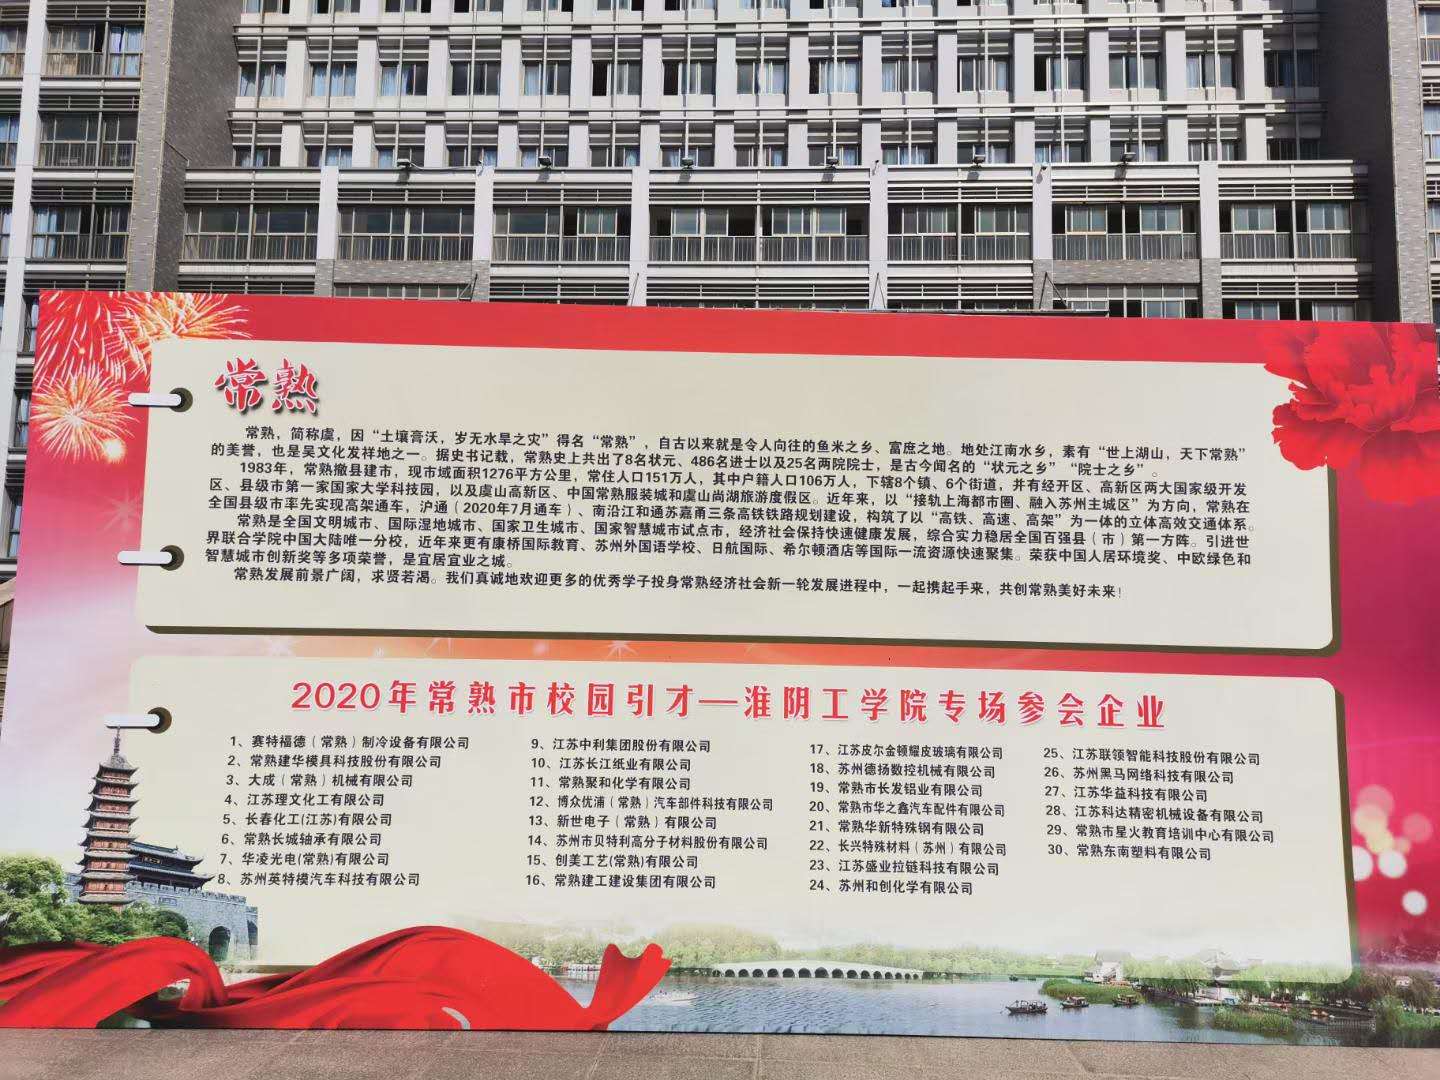 常熟
常熟，简称虞，因“土壤膏沃，岁无水旱之灾”得名“常熟”，自古以来就是令人向往的鱼米之乡、富庶之地。地处江南水乡，素有“世上湖山，天下常熟”
的美誉，也是吴文化发祥地之一。据史书记载，常熟史上共出了8名状元、486名进士以及25名两院院士，是古今闻名的“状元之乡”“院士之乡”。
1983年，常熟撤县建市，现市域面积1276平方公里，常住人口151万人，其中户籍人口106万人，下辖8个镇、6个街道，并有经开区、高新区两大国家级开发
区、县级市第一家国家大学科技园，以及虞山高新区、中国常熟服装城和虞山尚湖旅游度假区。近年来，以“接轨上海都市圈、融入苏州主城区”为方向，常熟在
全国县级市率先实现高架通车，沪通（2020年7月通车）、南沿江和通苏嘉甬三条高铁铁路规划建设，构筑了以“高铁、高速、高架”为一体的立体高效交通体系。
常熟是全国文明城市、国际湿地城市、国家卫生城市、国家智慧城市试点市，经济社会保持快速健康发展，综合实力稳居全国百强县（市）第一方阵。引进世
界联合学院中国大陆唯一分校，近年来更有康桥国际教育、苏州外国语学校、日航国际、希尔顿酒店等国际一流资源快速聚集。荣获中国人居环境奖、中欧绿色和
智慧城市创新奖等多项荣誉，是宜居宜业之城。
常熟发展前景广阔，求贤若渴。我们真诚地欢迎更多的优秀学子投身常熟经济社会新一轮发展进程中，一起携起手来，共创常熟美好未来！
2020年常熟市校园引才—淮阴工学院专场参会企业
1、赛特福德（常熟）制冷设备有限公司
2、常熟建华模具科技股份有限公司
3、大成（常熟）机械有限公司
4、江苏理文化工有限公司
5、长春化工(江苏)有限公司
6、常熟长城轴承有限公司
7、华凌光电(常熟)有限公司
8、苏州英特模汽车科技有限公司
9、江苏中利集团股份有限公司
10、江苏长江纸业有限公司
11、常熟聚和化学有限公司
12、博众优浦（常熟）汽车部件科技有限公司
13、新世电子（常熟）有限公司
14、苏州市贝特利高分子材料股份有限公司
15、创美工艺(常熟)有限公司
16、常熟建工建设集团有限公司
17、江苏皮尔金顿耀皮玻璃有限公司
18、苏州德扬数控机械有限公司
19、常熟市长发铝业有限公司
20、常熟市华之鑫汽车配件有限公司
21、常熟华新特殊钢有限公司
22、长兴特殊材料（苏州）有限公司
23、江苏盛业拉链科技有限公司
24、苏州和创化学有限公司
25、江苏联领智能科技股份有限公司
26、苏州黑马网络科技有限公司
27、江苏华益科技有限公司
28、江苏科达精密机械设备有限公司
29、常熟市星火教育培训中心有限公司
30、常熟东南塑料有限公司